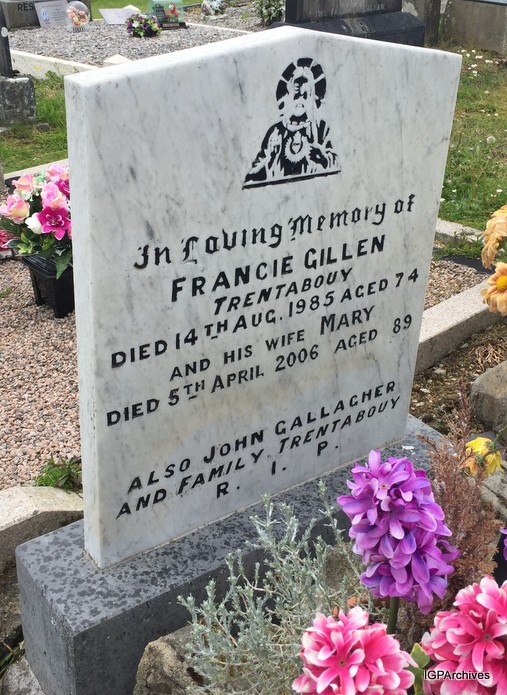 In Loving Memory of
FRANCIE GILLEN
TRENTABOUY
DIED 14TH AUG. 1985 AGED 74
AND HIS WIFE MARY
DIED 5TH APRIL 2006 AGED 89
ALSO JOHN GALLAGHER
AND FAMILY, TRENTABOUY
R. I. P.
IGPArchives